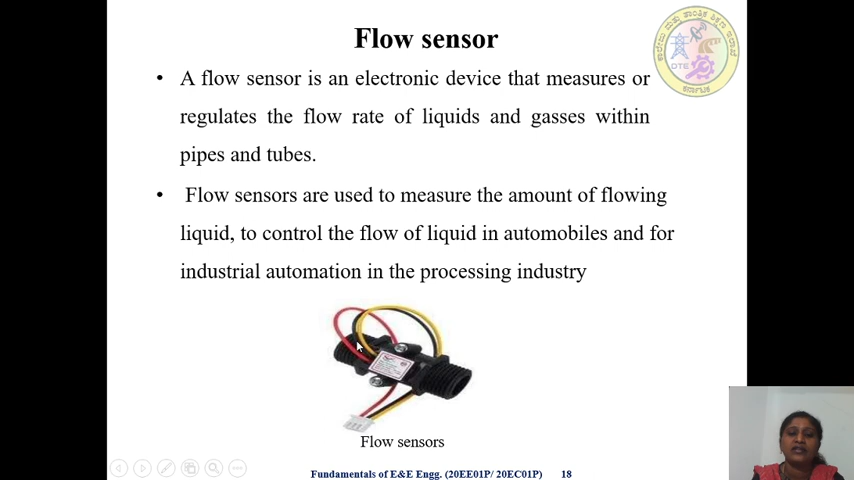 Flow sensor
• A flow sensor is an electronic device that measures or
regulates the flow rate of liquids and gasses within
pipes and tubes.
• Flow sensors are used to measure the amount of flowing
liquid, to control the flow of liquid in automobiles and for
industrial automation in the processing industry
Flow sensors
Fundamentals of E&E Engg. (20EE01P/ 20EC01P) 18
DTE
ಕರ್ನಾಟಕ